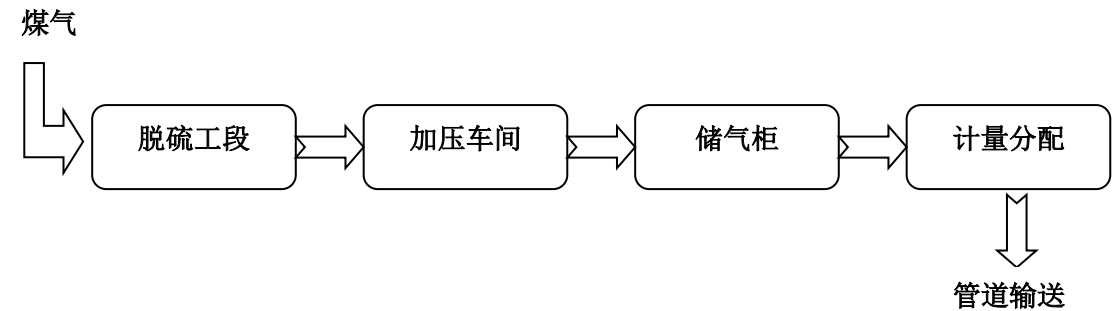 煤气
脱硫工段
加压车间
储气柜
计量分配
管道输送